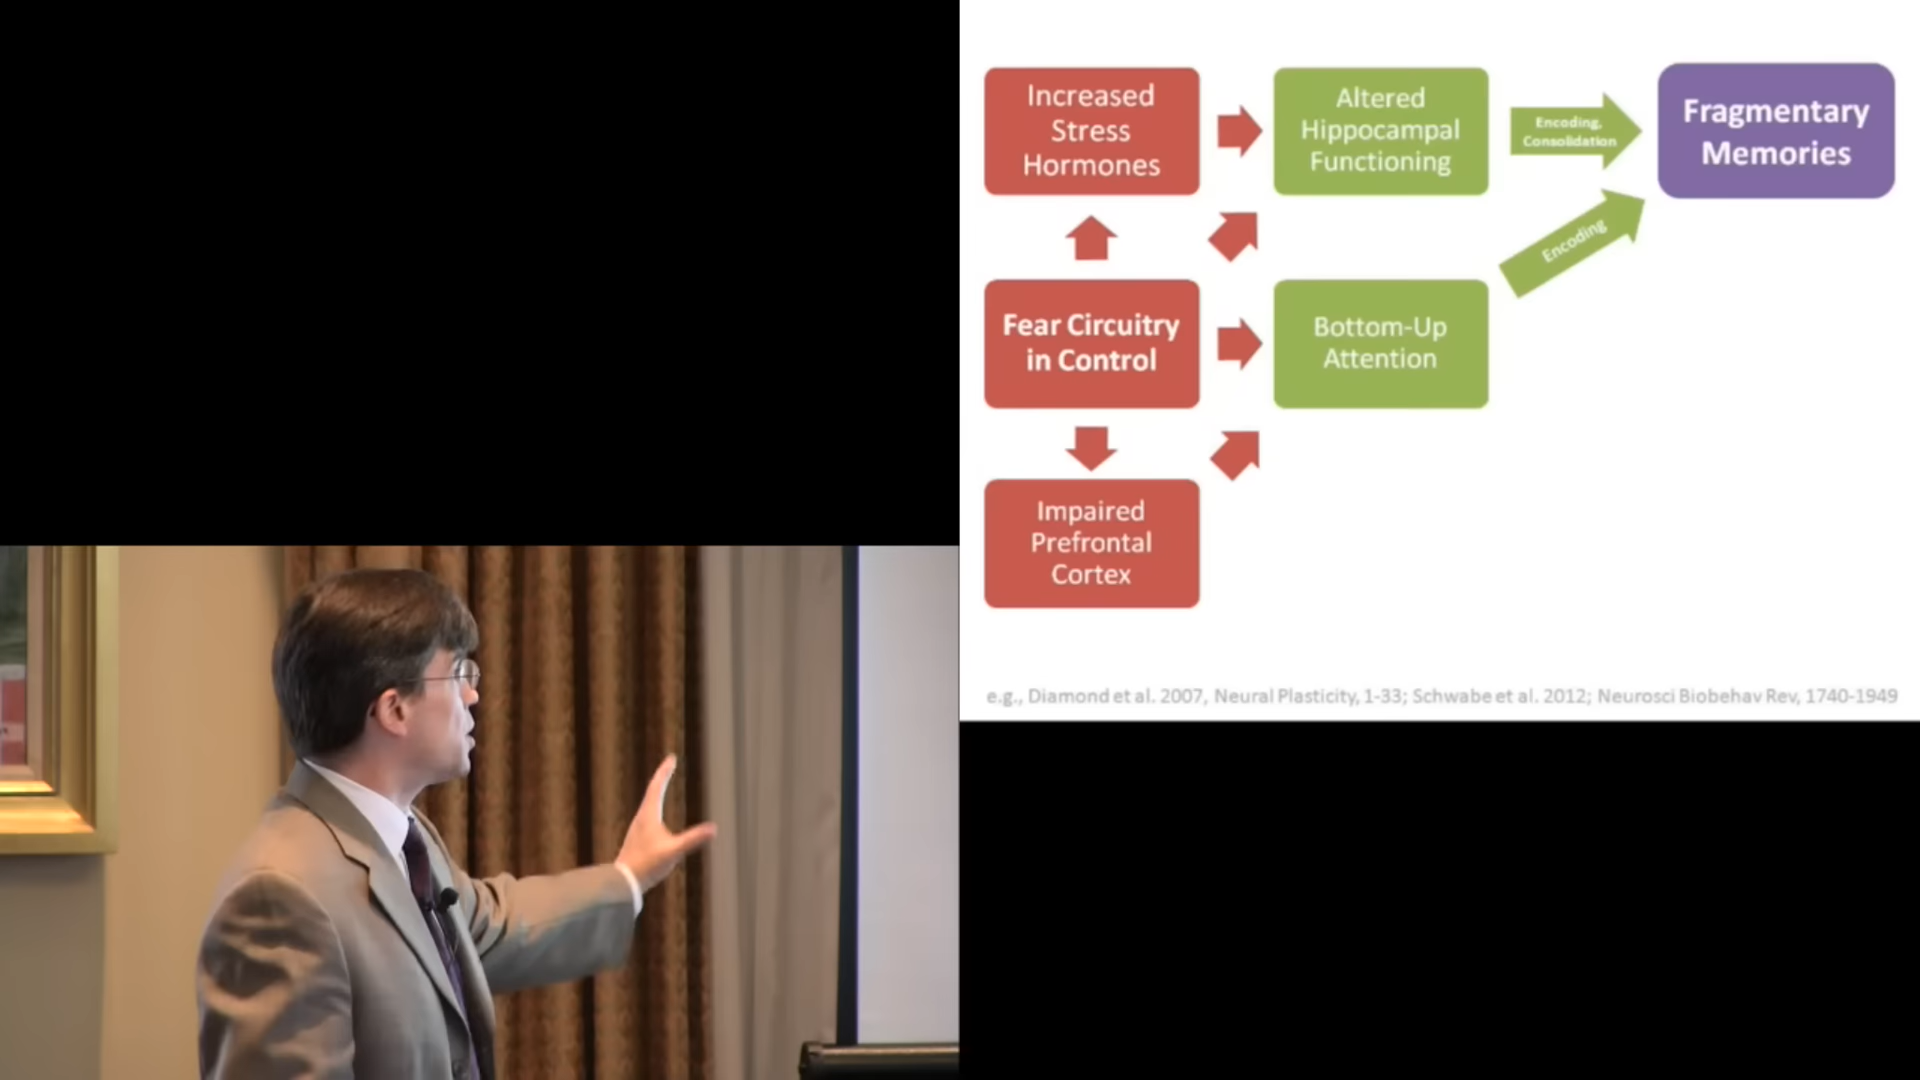 Increased
Stress
Hormones
Altered
Hippocampal
Functioning
Encoding,
Consolidation
Fragmentary
Memories
Encoding
Fear Circuitry
in Control
Bottom-Up
Attention
Impaired
Prefrontal
Cortex
e.g., Diamond et al. 2007, Neural Plasticity, 1-33; Schwabe et al. 2012; Neurosci Biobehav Rev, 1740-1949